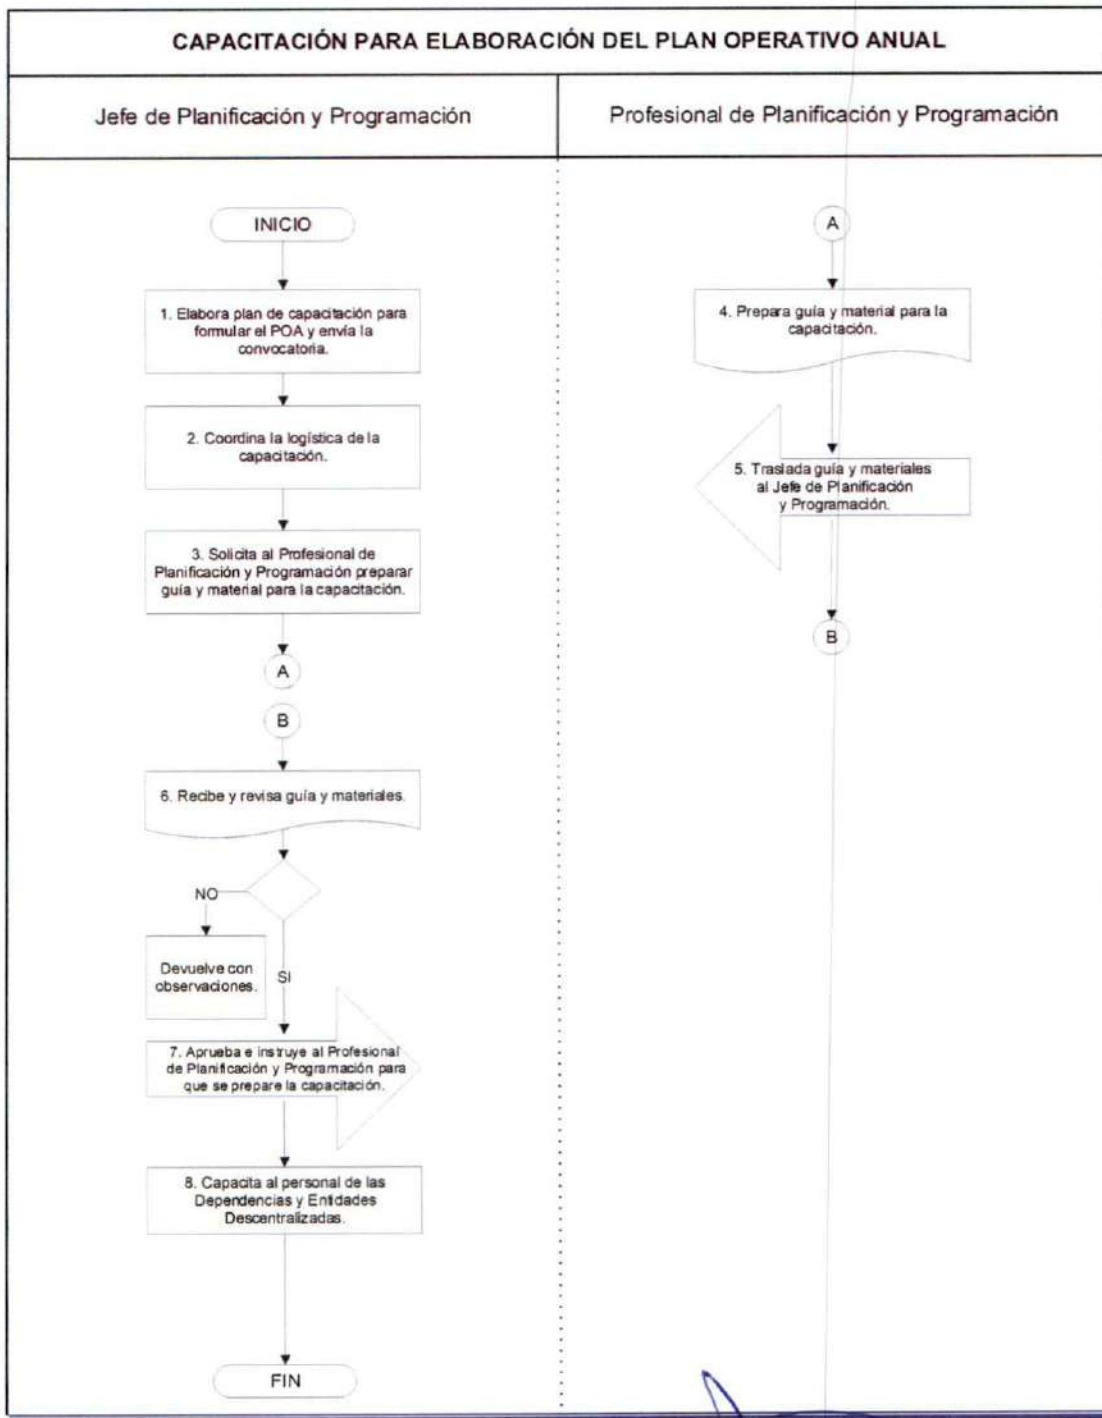 CAPACITACIÓN PARA ELABORACIÓN DEL PLAN OPERATIVO ANUAL
Jefe de Planificación y Programación
Profesional de Planificación y Programación
INICIO
1. Elabora plan de capacitación para
formular el POA y envía la
convocatoria.
2. Coordina la logística de la
capacitación.
3. Solicita al Profesional de
Planificación y Programación preparar
guía y material para la capacitación.
A
B
6. Recibe y revisa guía y materiales.
NO
Devuelve con
observaciones.
SI
7. Aprueba e instruye al Profesional
de Planificación y Programación para
que se prepare la capacitación.
8. Capacita al personal de las
Dependencias y Entidades
Descentralizadas.
FIN
A
4. Prepara guía y material para la
capacitación.
5. Traslada guía y materiales
al Jefe de Planificación
y Programación.
B